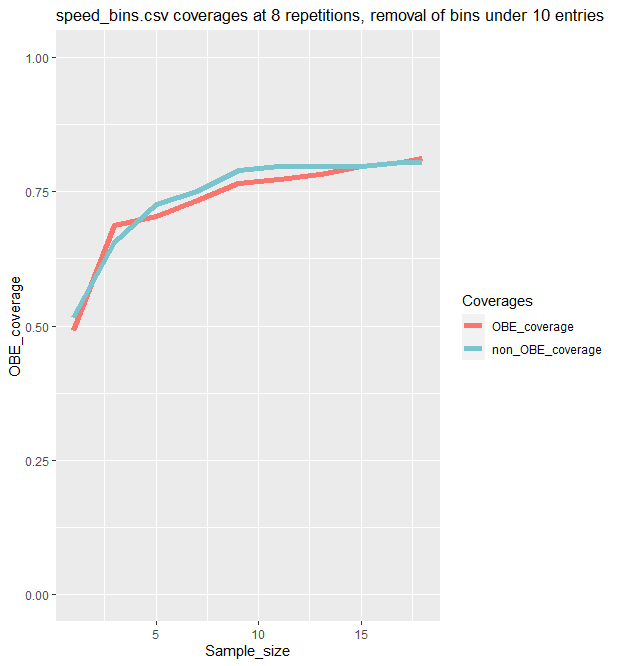 speed_bins.csv coverages at 8 repetitions, removal of bins under 10 entries
1.00
0.75
0.50
0.25
0.00
OBE_coverage
5
10
15
Sample_size
Coverages
OBE_coverage
non_OBE_coverage